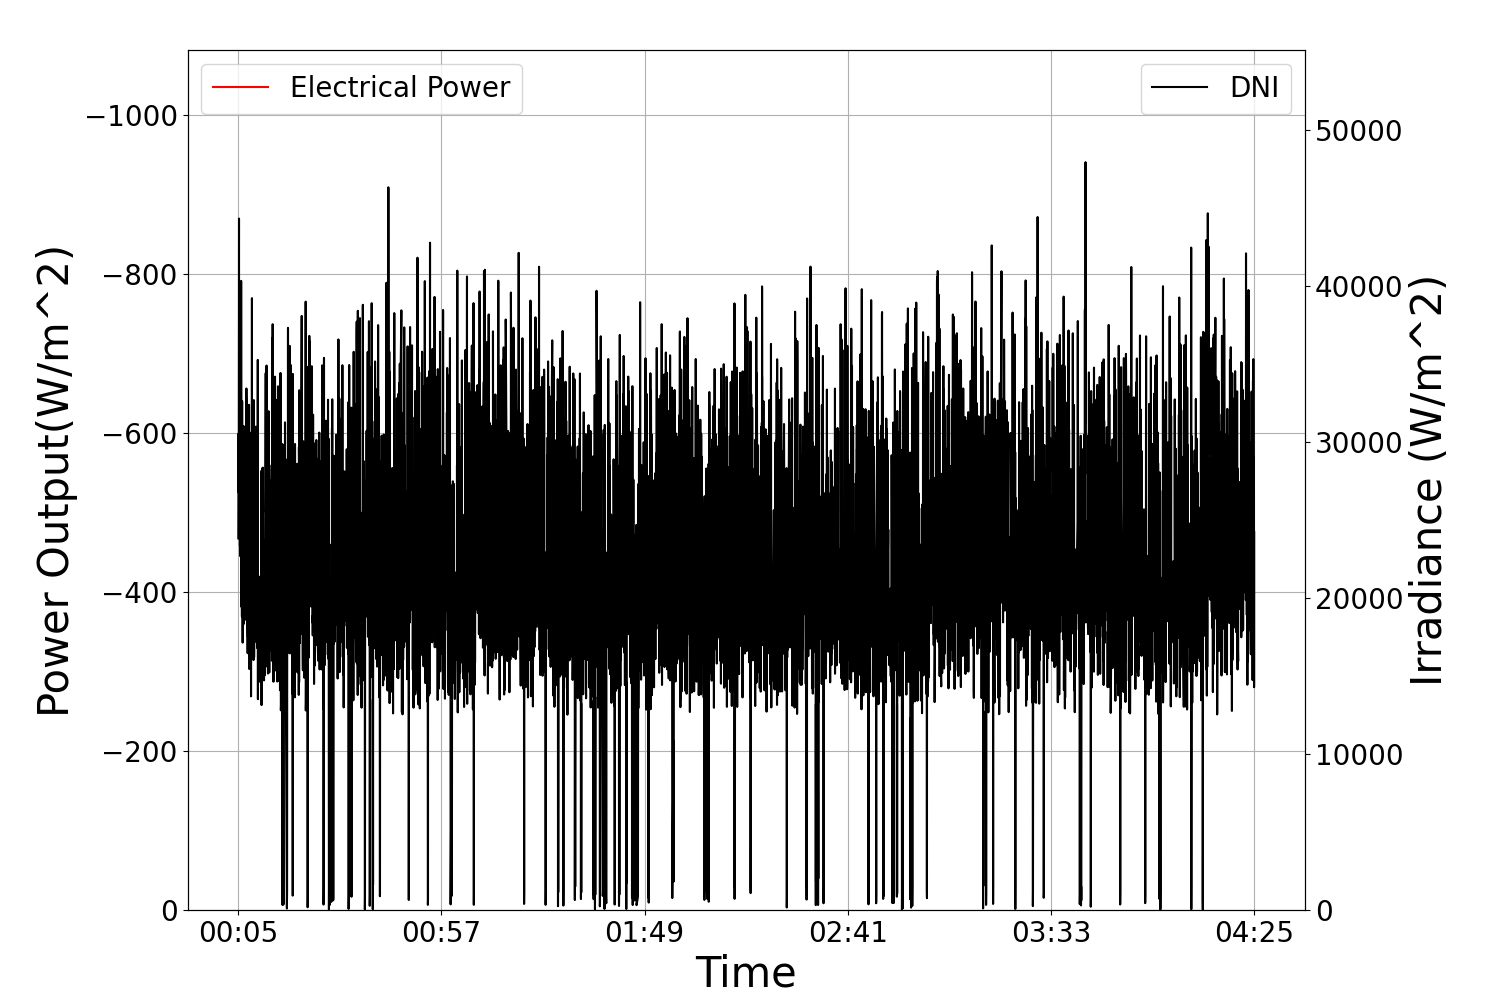 Electrical Power
DNI
Power Output(W/m^2)
−1000
−800
−600
−400
−200
0
50000
40000
30000
20000
10000
0
Irradiance (W/m^2)
00:05 00:57 01:49 02:41 03:33 04:25
Time